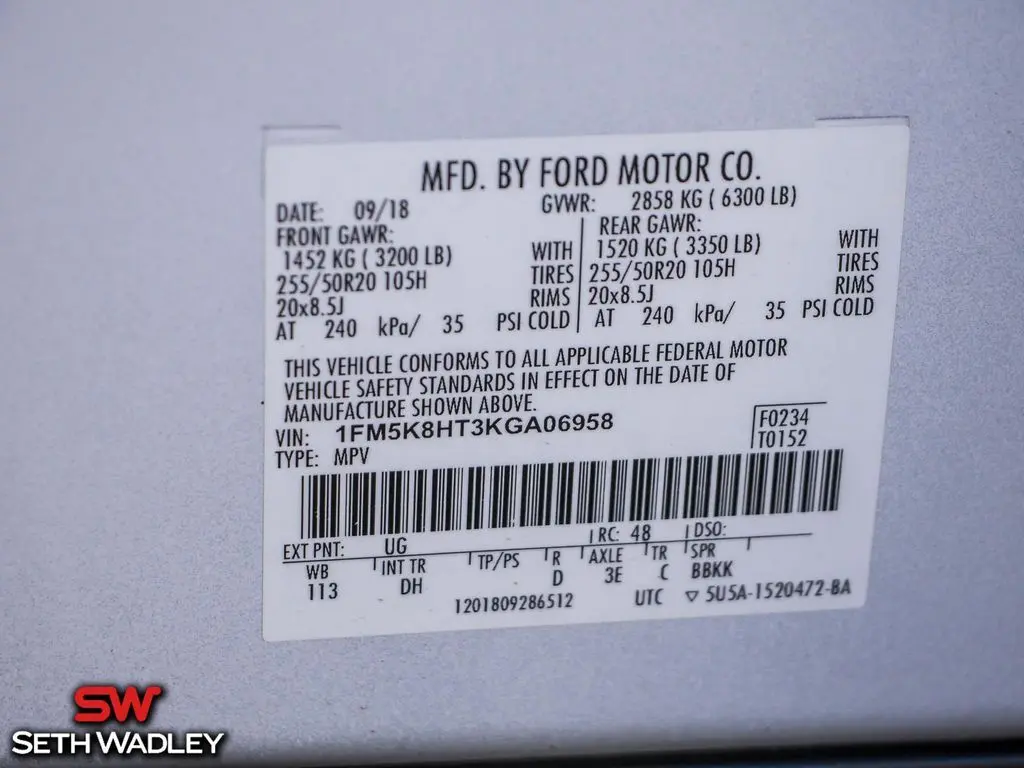 MFD. BY FORD MOTOR CO.
DATE: 09/18 GVWR: 2858 KG ( 6300 LB)
FRONT GAWR: REAR GAWR:
1452 KG ( 3200 LB) WITH 1520 KG ( 3350 LB) WITH
255/50R20 105H TIRES 255/50R20 105H TIRES
20x8.5J RIMS 20x8.5J RIMS
AT 240 kPa/ 35 PSI COLD AT 240 kPa/ 35 PSI COLD
THIS VEHICLE CONFORMS TO ALL APPLICABLE FEDERAL MOTOR
VEHICLE SAFETY STANDARDS IN EFFECT ON THE DATE OF
MANUFACTURE SHOWN ABOVE.
VIN: 1FM5K8HT3KGA06958 F0234
TYPE: MPV T0152
EXT PNT: UG RC: 48 DSO:
WB INT TR TP/PS R AXLE TR SPR
113 DH D 3E C BBKK
1201809286512 UTC ▽ 5U5A-1520472-BA
SW
SETH WADLEY